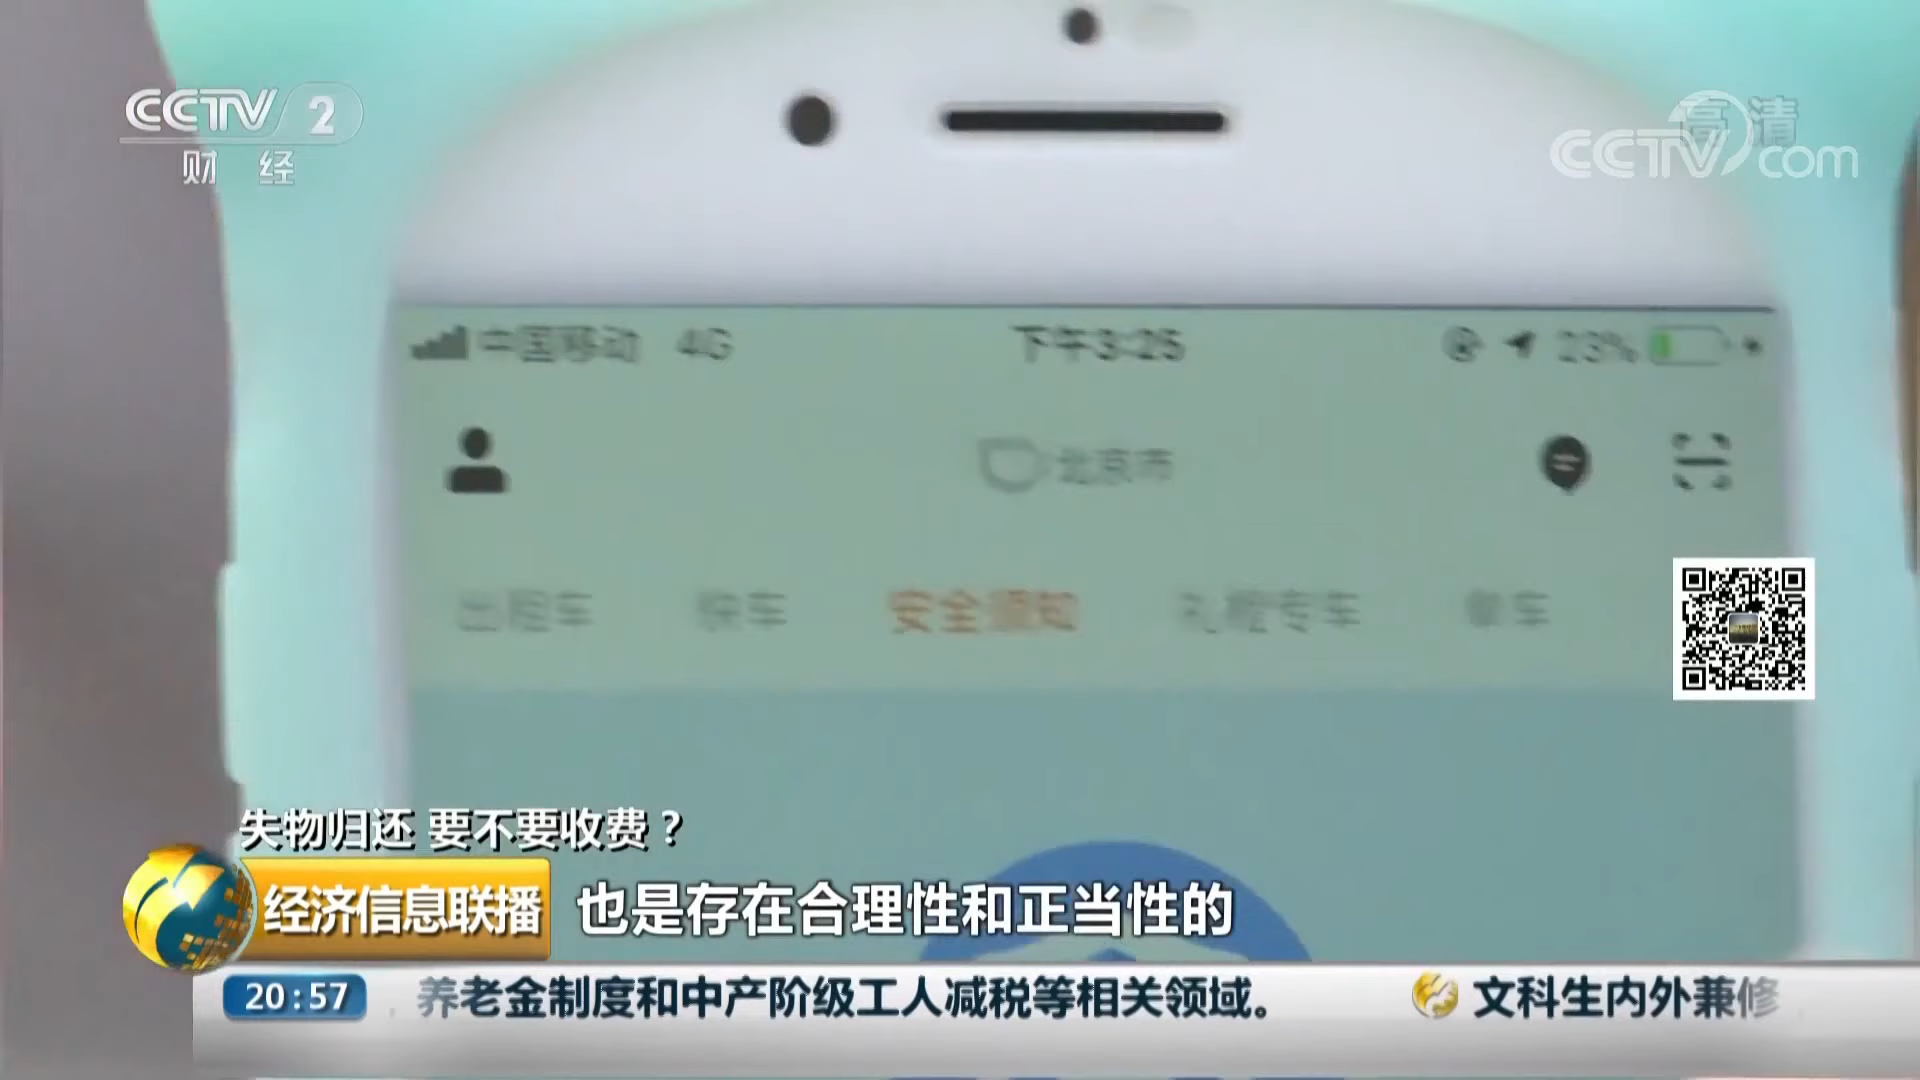 CCTV 2
财 经
高清
CCTV com
中国移动 4G 下午3:25 23%
北京市
出租车 快车 安全须知 礼橙专车 单车
失物归还 要不要收费？
经济信息联播 也是存在合理性和正当性的
20:57 养老金制度和中产阶级工人减税等相关领域。 文科生内外兼修